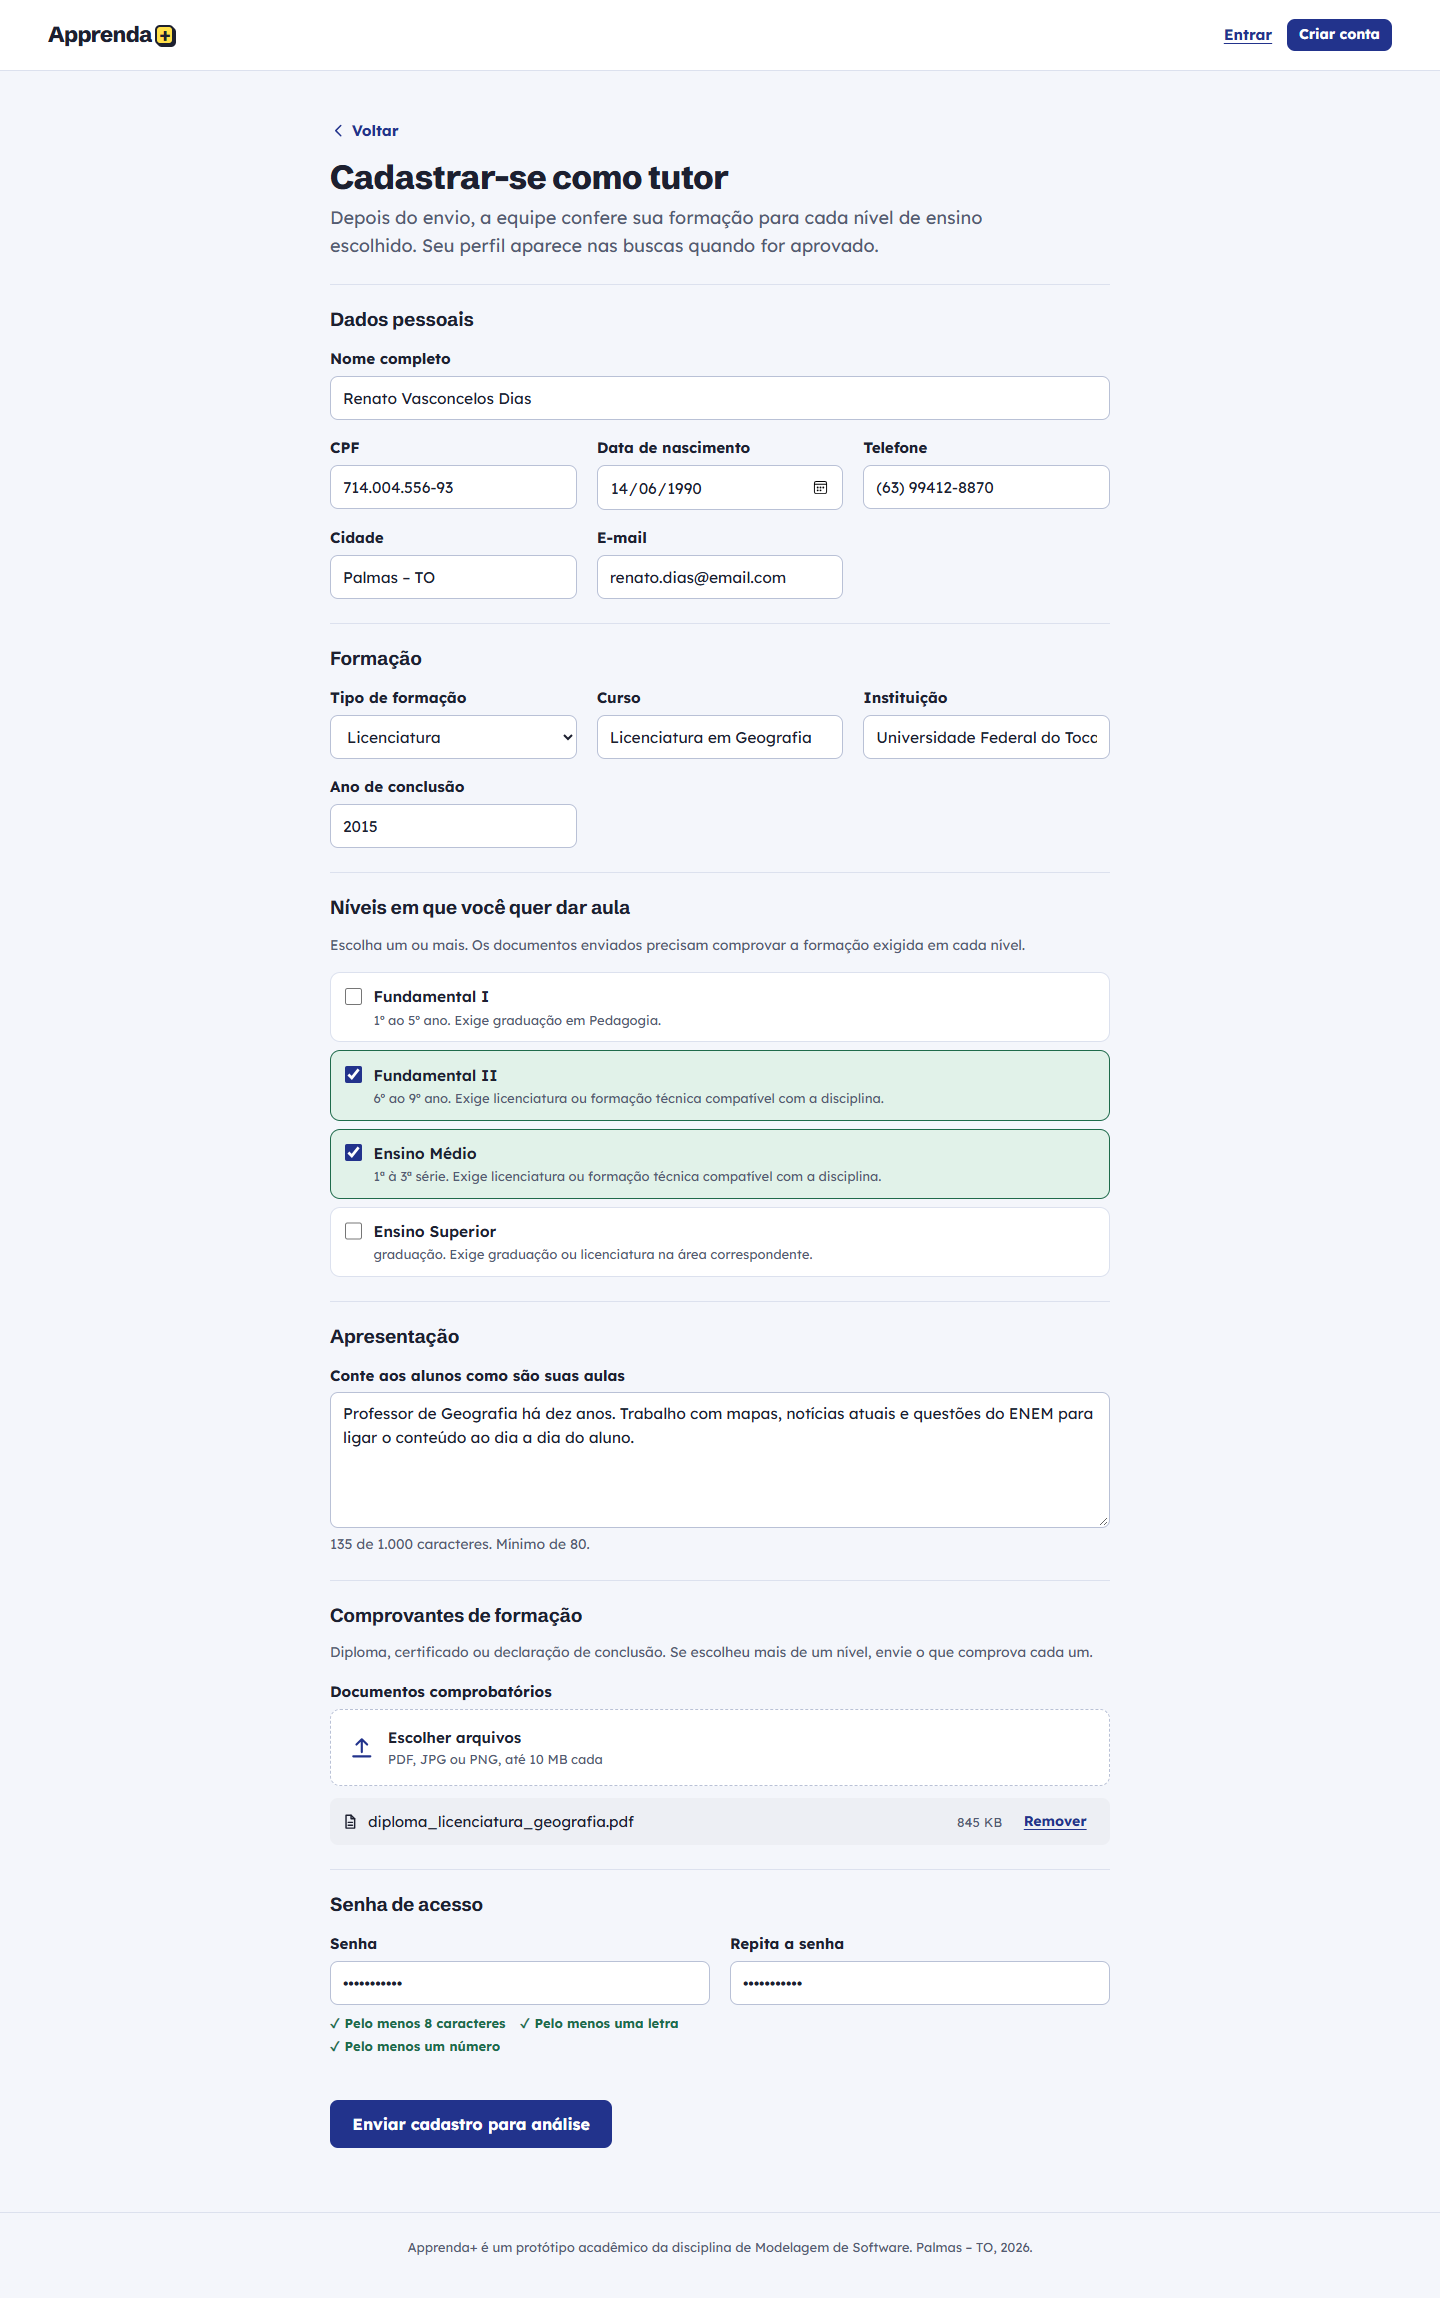 Apprenda+
Entrar
Criar conta
Voltar
Cadastrar-se como tutor
Depois do envio, a equipe confere sua formação para cada nível de ensino
escolhido. Seu perfil aparece nas buscas quando for aprovado.
Dados pessoais
Nome completo
Renato Vasconcelos Dias
CPF
Data de nascimento
Telefone
714.004.556-93
14/06/1990
(63) 99412-8870
Cidade
E-mail
Palmas – TO
renato.dias@email.com
Formação
Tipo de formação
Curso
Instituição
Licenciatura
Licenciatura em Geografia
Universidade Federal do Toca
Ano de conclusão
2015
Níveis em que você quer dar aula
Escolha um ou mais. Os documentos enviados precisam comprovar a formação exigida em cada nível.
Fundamental I
1º ao 5º ano. Exige graduação em Pedagogia.
Fundamental II
6º ao 9º ano. Exige licenciatura ou formação técnica compatível com a disciplina.
Ensino Médio
1ª à 3ª série. Exige licenciatura ou formação técnica compatível com a disciplina.
Ensino Superior
graduação. Exige graduação ou licenciatura na área correspondente.
Apresentação
Conte aos alunos como são suas aulas
Professor de Geografia há dez anos. Trabalho com mapas, notícias atuais e questões do ENEM para
ligar o conteúdo ao dia a dia do aluno.
135 de 1.000 caracteres. Mínimo de 80.
Comprovantes de formação
Diploma, certificado ou declaração de conclusão. Se escolheu mais de um nível, envie o que comprova cada um.
Documentos comprobatórios
Escolher arquivos
PDF, JPG ou PNG, até 10 MB cada
diploma_licenciatura_geografia.pdf
845 KB
Remover
Senha de acesso
Senha
Repita a senha
•••••••••••
•••••••••••
✓ Pelo menos 8 caracteres ✓ Pelo menos uma letra
✓ Pelo menos um número
Enviar cadastro para análise
Apprenda+ é um protótipo acadêmico da disciplina de Modelagem de Software. Palmas – TO, 2026.